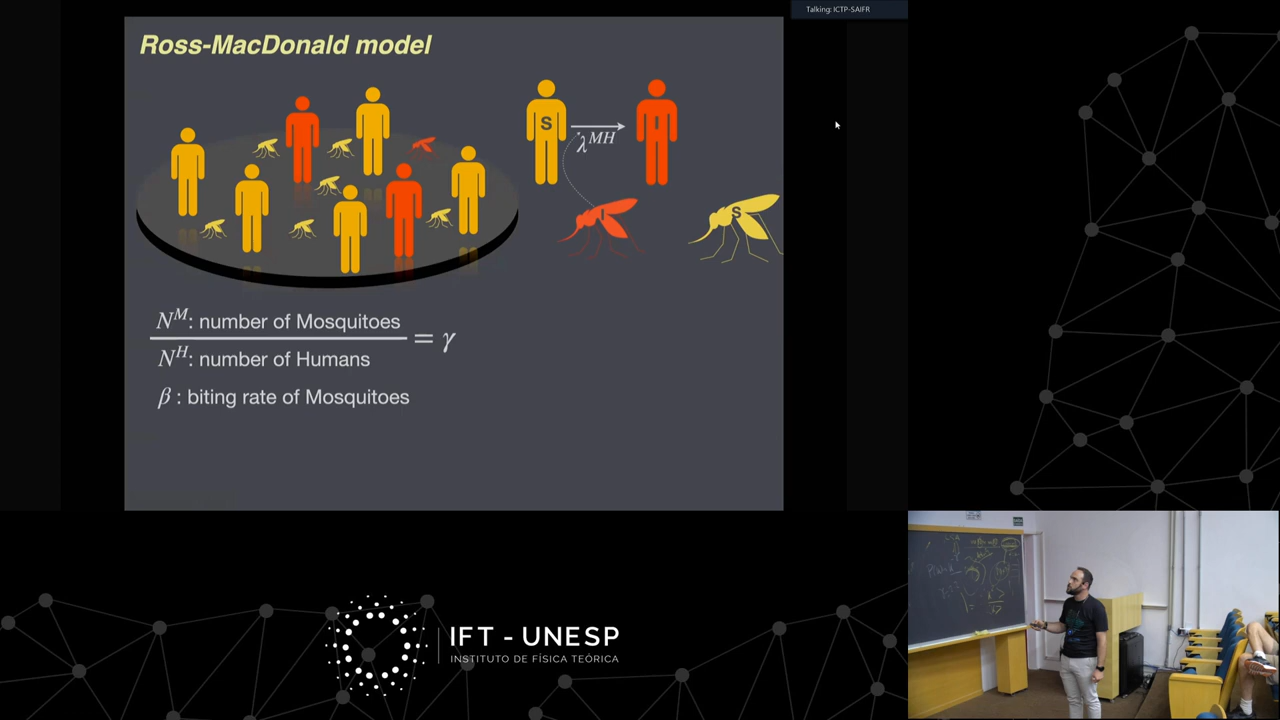 Talking: ICTP-SAIFR
Ross-MacDonald model
S
I
λ^{MH}
I
S
N^M: number of Mosquitoes
N^H: number of Humans
= γ
β : biting rate of Mosquitoes
IFT - UNESP
INSTITUTO DE FÍSICA TEÓRICA